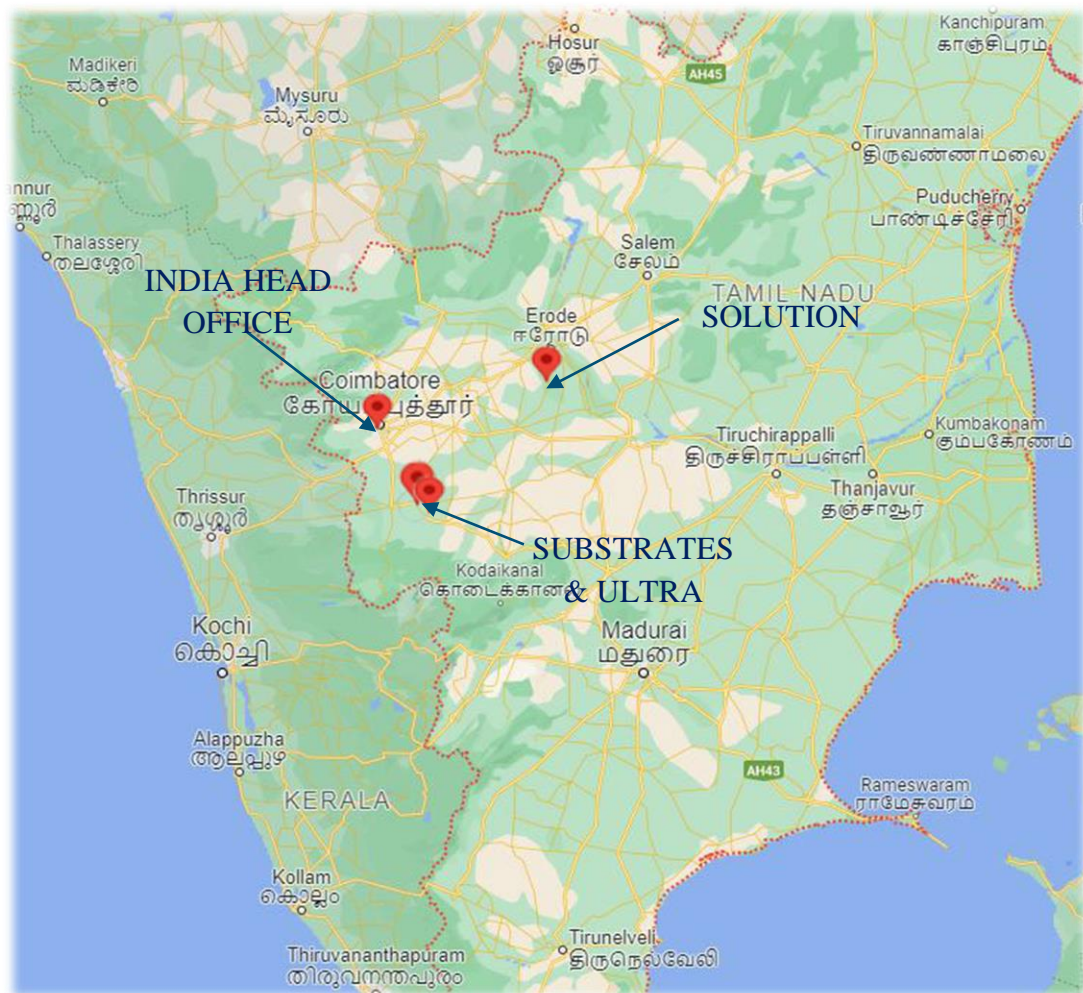 Kanchipuram
காஞ்சிபுரம்
Hosur
ஓசூர்
AH45
Madikeri
ಮಡಿಕೇರಿ
Mysuru
ಮೈಸೂರು
Tiruvannamalai
திருவண்ணாமலை
annur
ണ്ണൂർ
Puducherry
பாண்டிச்சேரி
Thalassery
തലശ്ശേരി
Salem
சேலம்
INDIA HEAD
OFFICE
TAMIL NADU
SOLUTION
Erode
ஈரோடு
Coimbatore
Kumbakonam
கும்பகோணம்
Tiruchirappalli
திருச்சிராப்பள்ளி
Thanjavur
தஞ்சாவூர்
Thrissur
തൃശ്ശൂർ
SUBSTRATES
& ULTRA
Kodaikanal
Kochi
കൊച്ചി
Madurai
மதுரை
Alappuzha
ആലപ്പുഴ
AH43
KERALA
Rameswaram
ராமேசுவரம்
Kollam
കൊല്ലം
Tirunelveli
திருநெல்வேலி
Thiruvananthapuram
തിരുവനന്തപുരം